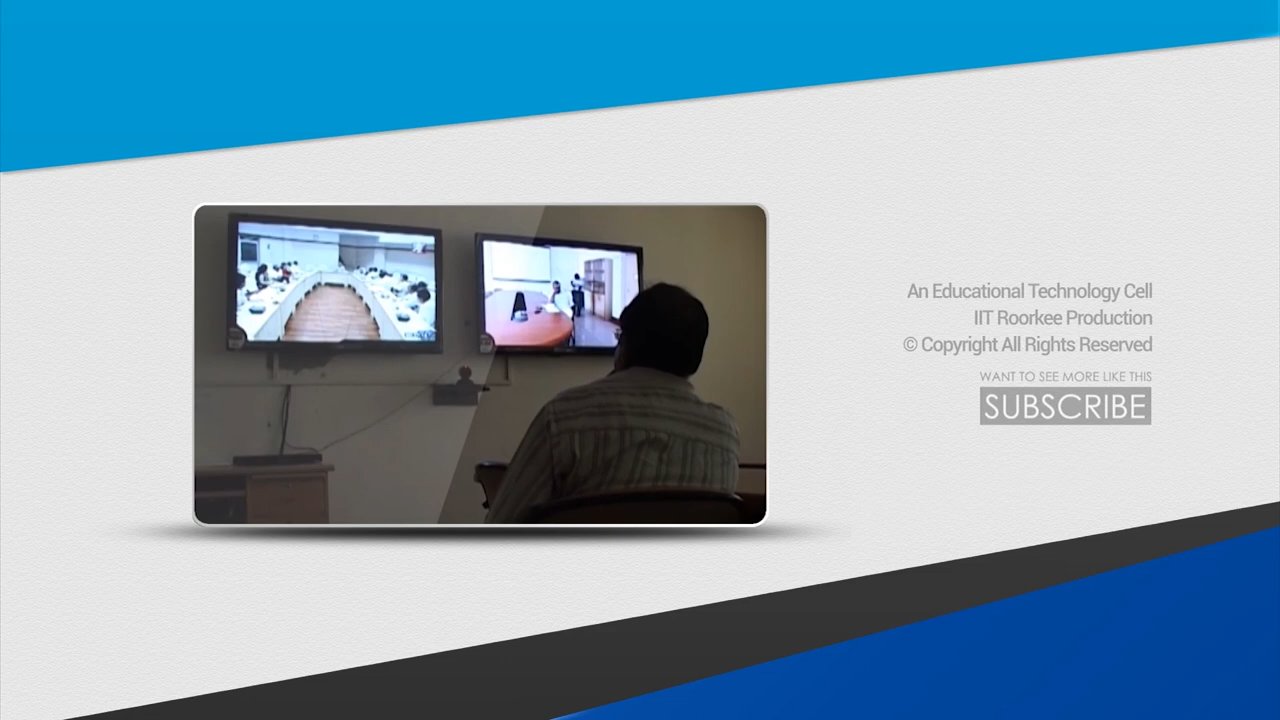 An Educational Technology Cell
IIT Roorkee Production
© Copyright All Rights Reserved
WANT TO SEE MORE LIKE THIS
SUBSCRIBE